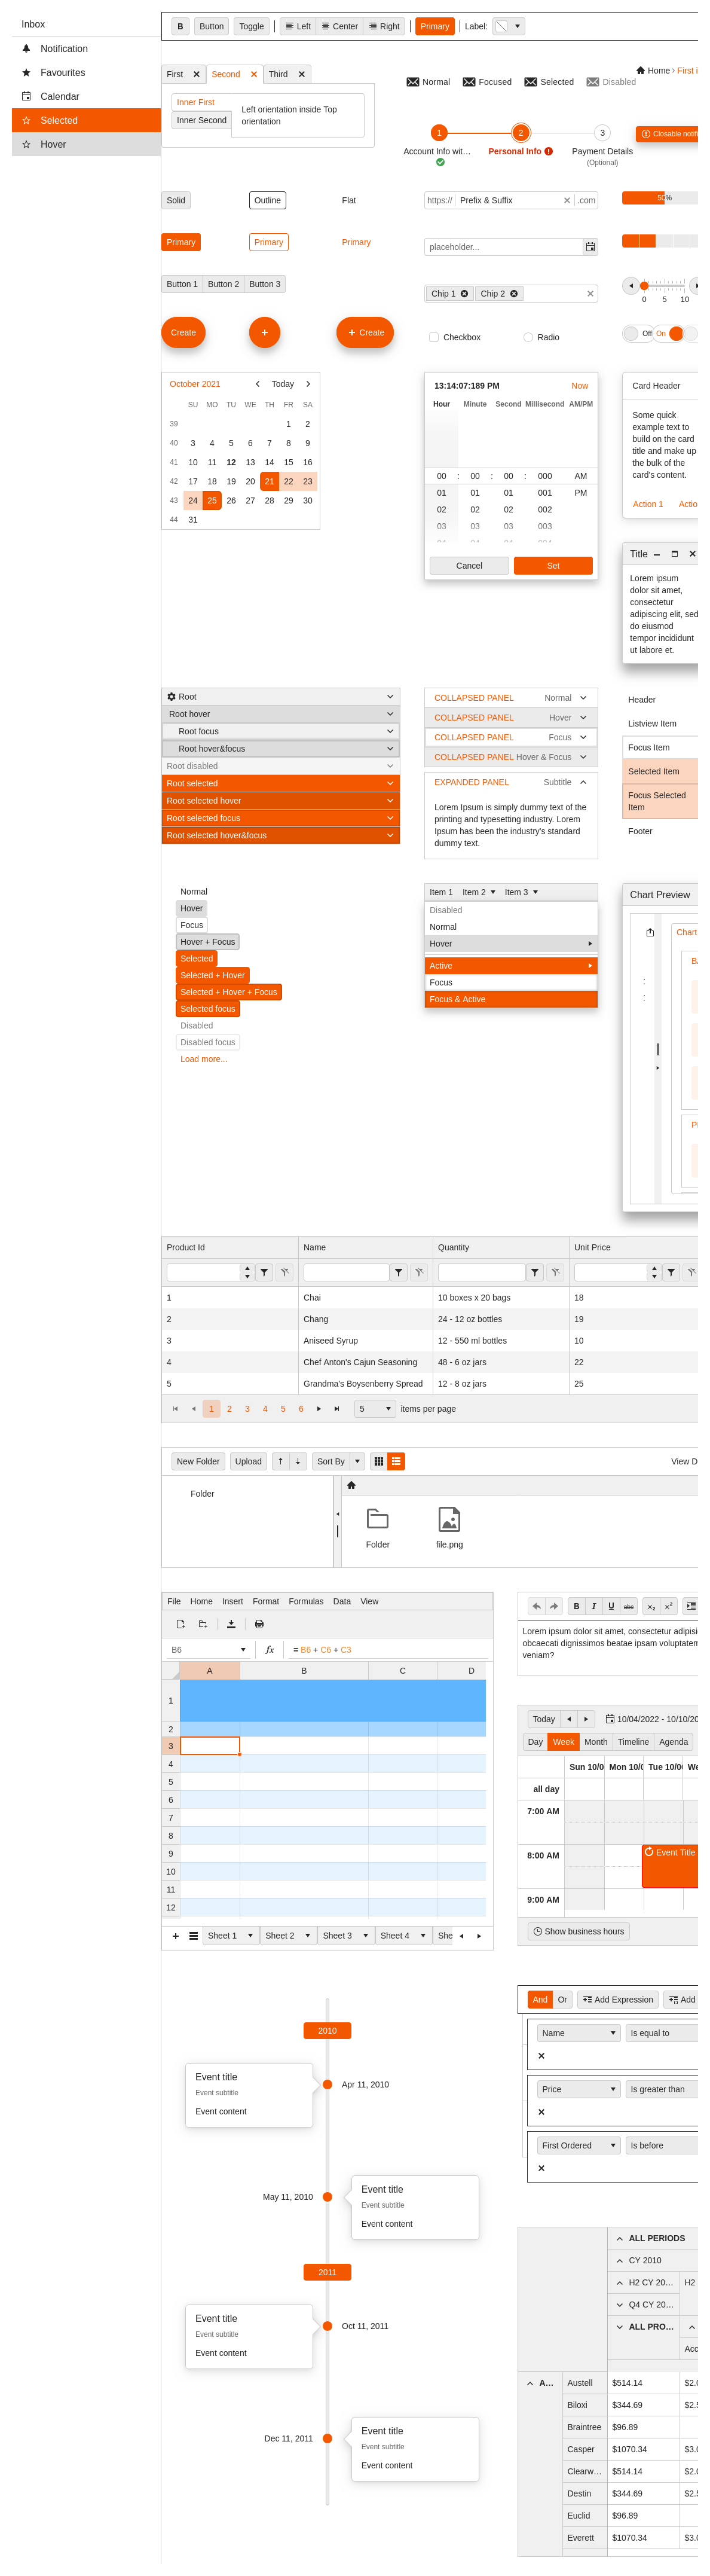 Inbox
Notification
Favourites
Calendar
Selected
Hover
B Button Toggle Left Center Right Primary Label:
First Second Third
Inner First
Inner Second
Left orientation inside Top
orientation
Home First i
Normal Focused Selected Disabled
1 2 3
Account Info wit… Personal Info Payment Details
(Optional)
Closable notifi
Solid Outline Flat
https:// Prefix & Suffix .com
50%
Primary Primary Primary
placeholder...
Button 1 Button 2 Button 3
Chip 1 Chip 2
0 5 10
Create + + Create
Checkbox Radio
Off On
October 2021 Today
SU MO TU WE TH FR SA
39 1 2
40 3 4 5 6 7 8 9
41 10 11 12 13 14 15 16
42 17 18 19 20 21 22 23
43 24 25 26 27 28 29 30
44 31
13:14:07:189 PM Now
Hour Minute Second Millisecond AM/PM
00 : 00 : 00 : 000 AM
01 01 01 001 PM
02 02 02 002
03 03 03 003
Cancel Set
Card Header
Some quick
example text to
build on the card
title and make up
the bulk of the
card's content.
Action 1 Actio
Title
Lorem ipsum
dolor sit amet,
consectetur
adipiscing elit, sed
do eiusmod
tempor incididunt
ut labore et.
Root
Root hover
Root focus
Root hover&focus
Root disabled
Root selected
Root selected hover
Root selected focus
Root selected hover&focus
COLLAPSED PANEL Normal
COLLAPSED PANEL Hover
COLLAPSED PANEL Focus
COLLAPSED PANEL Hover & Focus
EXPANDED PANEL Subtitle
Lorem Ipsum is simply dummy text of the
printing and typesetting industry. Lorem
Ipsum has been the industry's standard
dummy text.
Header
Listview Item
Focus Item
Selected Item
Focus Selected
Item
Footer
Normal
Hover
Focus
Hover + Focus
Selected
Selected + Hover
Selected + Hover + Focus
Selected focus
Disabled
Disabled focus
Load more...
Item 1 Item 2 Item 3
Disabled
Normal
Hover
Active
Focus
Focus & Active
Chart Preview
Chart
Product Id Name Quantity Unit Price
1 Chai 10 boxes x 20 bags 18
2 Chang 24 - 12 oz bottles 19
3 Aniseed Syrup 12 - 550 ml bottles 10
4 Chef Anton's Cajun Seasoning 48 - 6 oz jars 22
5 Grandma's Boysenberry Spread 12 - 8 oz jars 25
1 2 3 4 5 6 5 items per page
New Folder Upload Sort By View D
Folder
Folder file.png
File Home Insert Format Formulas Data View
B6 fx = B6 + C6 + C3
A B C D
1
2
3
4
5
6
7
8
9
10
11
12
Sheet 1 Sheet 2 Sheet 3 Sheet 4 She
B I U abc x₂ x²
Lorem ipsum dolor sit amet, consectetur adipisi
obcaecati dignissimos beatae ipsam voluptatem
veniam?
Today 10/04/2022 - 10/10/20
Day Week Month Timeline Agenda
Sun 10/0 Mon 10/0 Tue 10/0 We
all day
7:00 AM
8:00 AM Event Title
9:00 AM
Show business hours
2010
Event title
Event subtitle
Event content
Apr 11, 2010
May 11, 2010
Event title
Event subtitle
Event content
2011
Event title
Event subtitle
Event content
Oct 11, 2011
Dec 11, 2011
Event title
Event subtitle
Event content
And Or Add Expression Add
Name Is equal to
Price Is greater than
First Ordered Is before
ALL PERIODS
CY 2010
H2 CY 20… H2
Q4 CY 20…
ALL PRO…
Acc
A… Austell $514.14 $2.0
Biloxi $344.69 $2.5
Braintree $96.89
Casper $1070.34 $3.0
Clearw… $514.14 $2.0
Destin $344.69 $2.5
Euclid $96.89
Everett $1070.34 $3.0